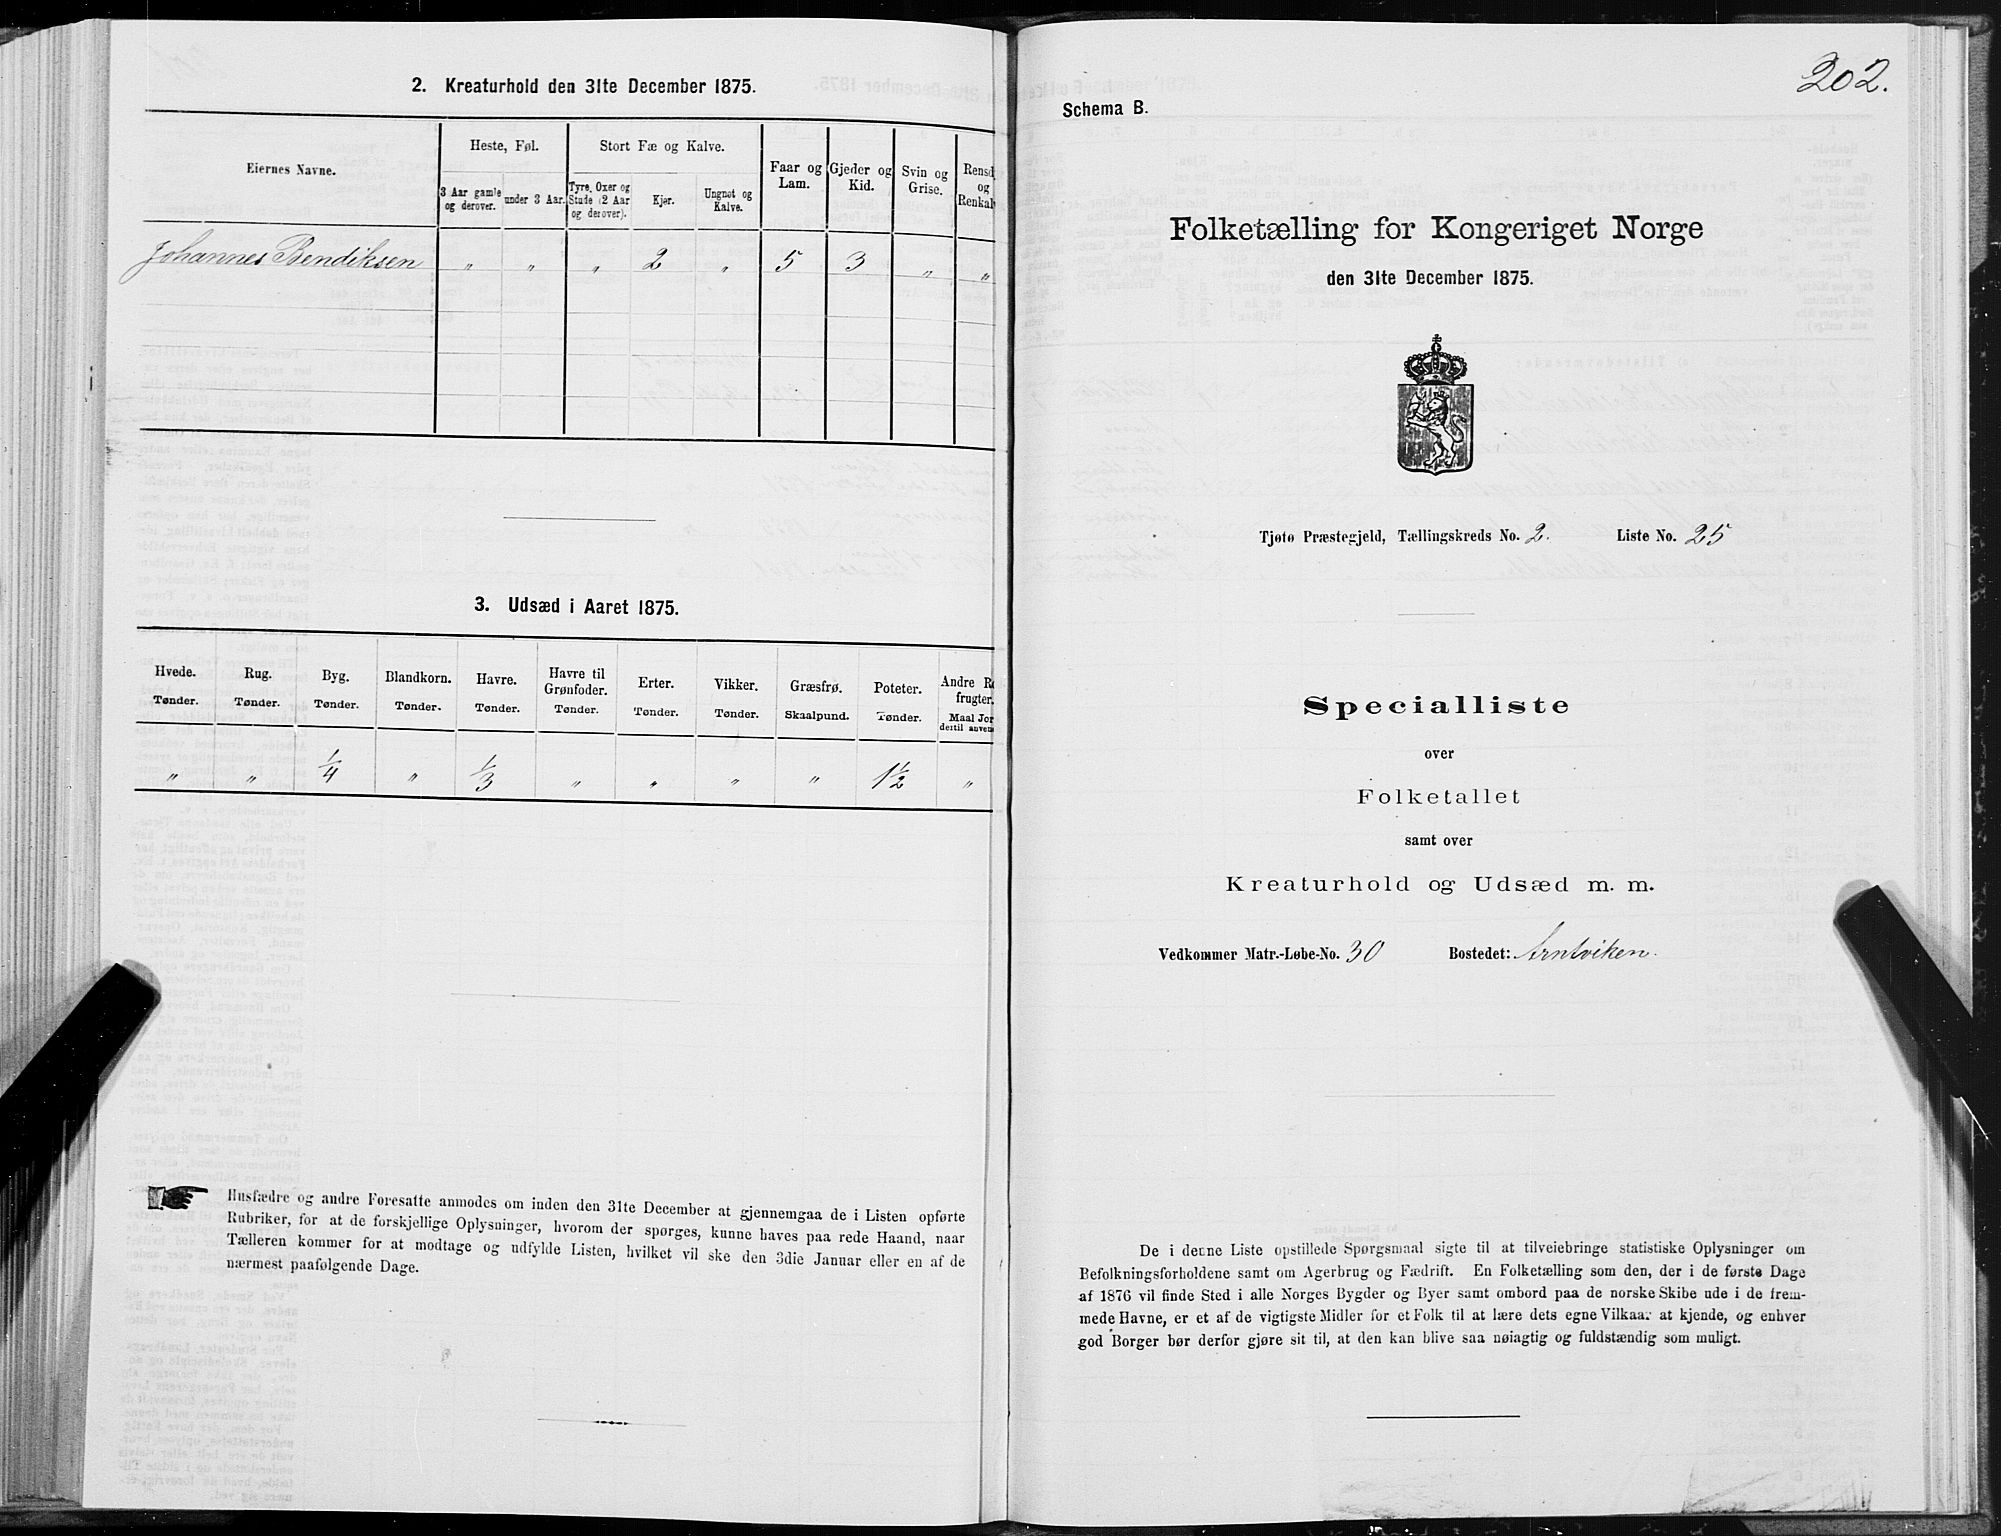 2. Kreaturhold den 31te December 1875.
Eiernes Navne.
Heste, Føl.
Stort Fæ og Kalve.
Faar og Lam.
Gjeder og Kid.
Svin og Grise.
Rensd
og
Renkal
3 Aar gamle og derover.
under 3 Aar.
Tyre, Oxer og Stude (2 Aar og derover).
Kjer.
Ungnøt og Kalve.
Johannes Bendiksen " " " 2 " 5 3 " "
3. Udsæd i Aaret 1875.
Hvede. Rug. Byg. Blandkorn. Havre. Havre til Grønfoder. Erter. Vikker. Græsfrø. Poteter. Andre R
frugter.
Tønder. Tønder. Tønder. Tønder. Tønder. Tønder. Tønder. Tønder. Skaalpund. Tønder. Maal Jor
dertil anven
" " 1/4 " 1/3 " " " " 1 1/2 "
Husfædre og andre Foresatte anmodes om inden den 31te December at gjennemgaa de i Listen opførte
Rubriker, for at de forskjellige Oplysninger, hvorom der spørges, kunne haves paa rede Haand, naar
Tælleren kommer for at modtage og udfylde Listen, hvilket vil ske den 3die Januar eller en af de
nærmest paafølgende Dage.
202.
Schema B.
Folketælling for Kongeriget Norge
den 31te December 1875.
Tjøtø Præstegjeld, Tællingskreds No. 2. Liste No. 25
Specialliste
over
Folketallet
samt over
Kreaturhold og Udsæd m. m.
Vedkommer Matr.-Løbe-No. 30 Bostedet: Arntviken.
De i denne Liste opstillede Spørgsmaal sigte til at tilveiebringe statistiske Oplysninger om
Befolkningsforholdene samt om Agerbrug og Fædrift. En Folketælling som den, der i de første Dage
af 1876 vil finde Sted i alle Norges Bygder og Byer samt ombord paa de norske Skibe ude i de frem-
mede Havne, er et af de vigtigste Midler for et Folk til at lære dets egne Vilkaar at kjende, og enhver
god Borger bør derfor gjøre sit til, at den kan blive saa nøiagtig og fuldstændig som muligt.